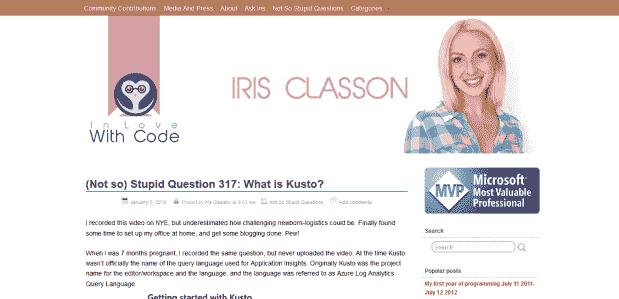 Community Contributions Media And Press About Ask Iris Not So Stupid Questions Categories
IRIS CLASSON
In Love
With Code
(Not so) Stupid Question 317: What is Kusto?
January 5, 2019 Posted by Iris Classon at 9:03 am Not So Stupid Questions Add comments
I recorded this video on NYE, but underestimated how challenging newborn-logistics could be. Finally found
some time to set up my office at home, and get some blogging done. Pew!
When I was 7 months pregnant, I recorded the same question, but never uploaded the video. At the time Kusto
wasn't officially the name of the query language used for Application Insights. Originally Kusto was the project
name for the editor/workspace and the language, and the language was referred to as Azure Log Analytics
Query Language.
Getting started with Kusto
MVP
Microsoft
Most Valuable
Professional
Search
Search
Popular posts
My first year of programming July 11 2011-
July 12 2012